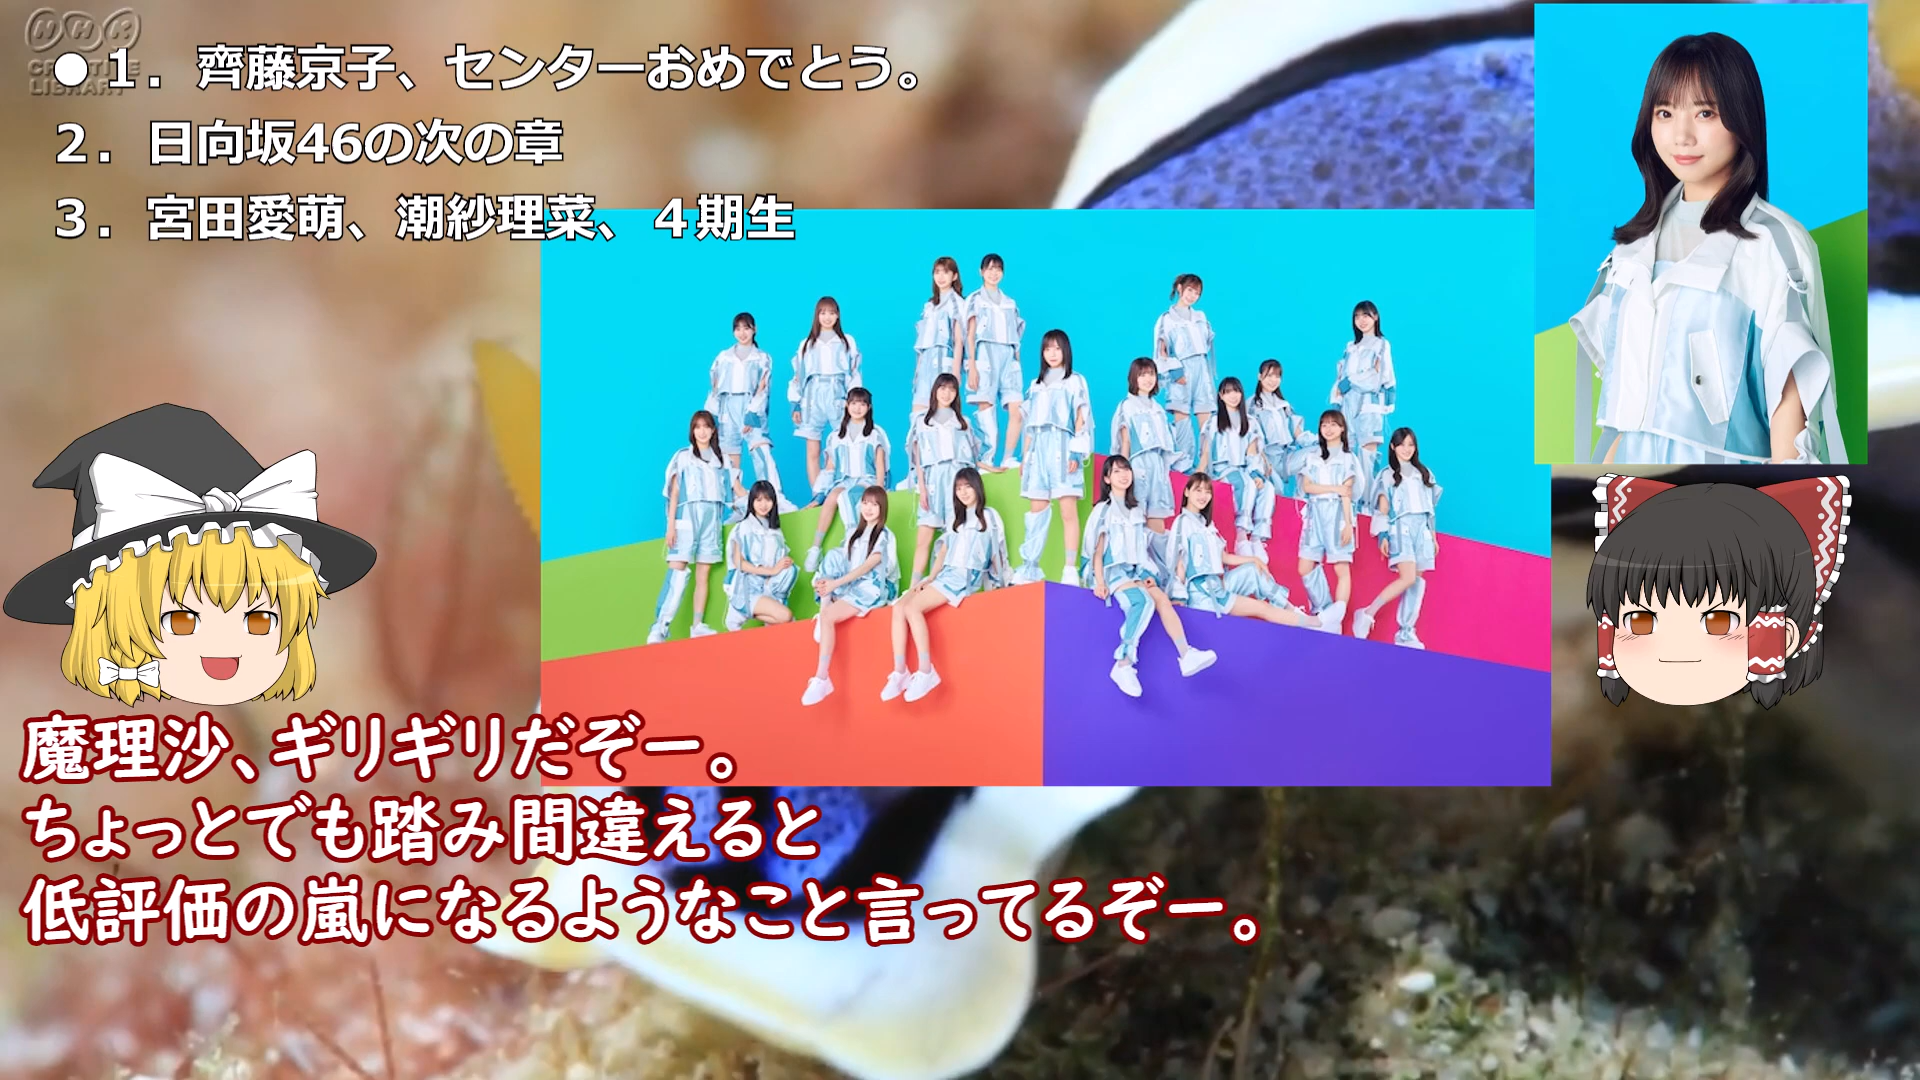 NHK
CREATIVE
LIBRARY
●１．齊藤京子、センターおめでとう。
２．日向坂46の次の章
３．宮田愛萌、潮紗理菜、４期生
魔理沙、ギリギリだぞー。
ちょっとでも踏み間違えると
低評価の嵐になるようなこと言ってるぞー。